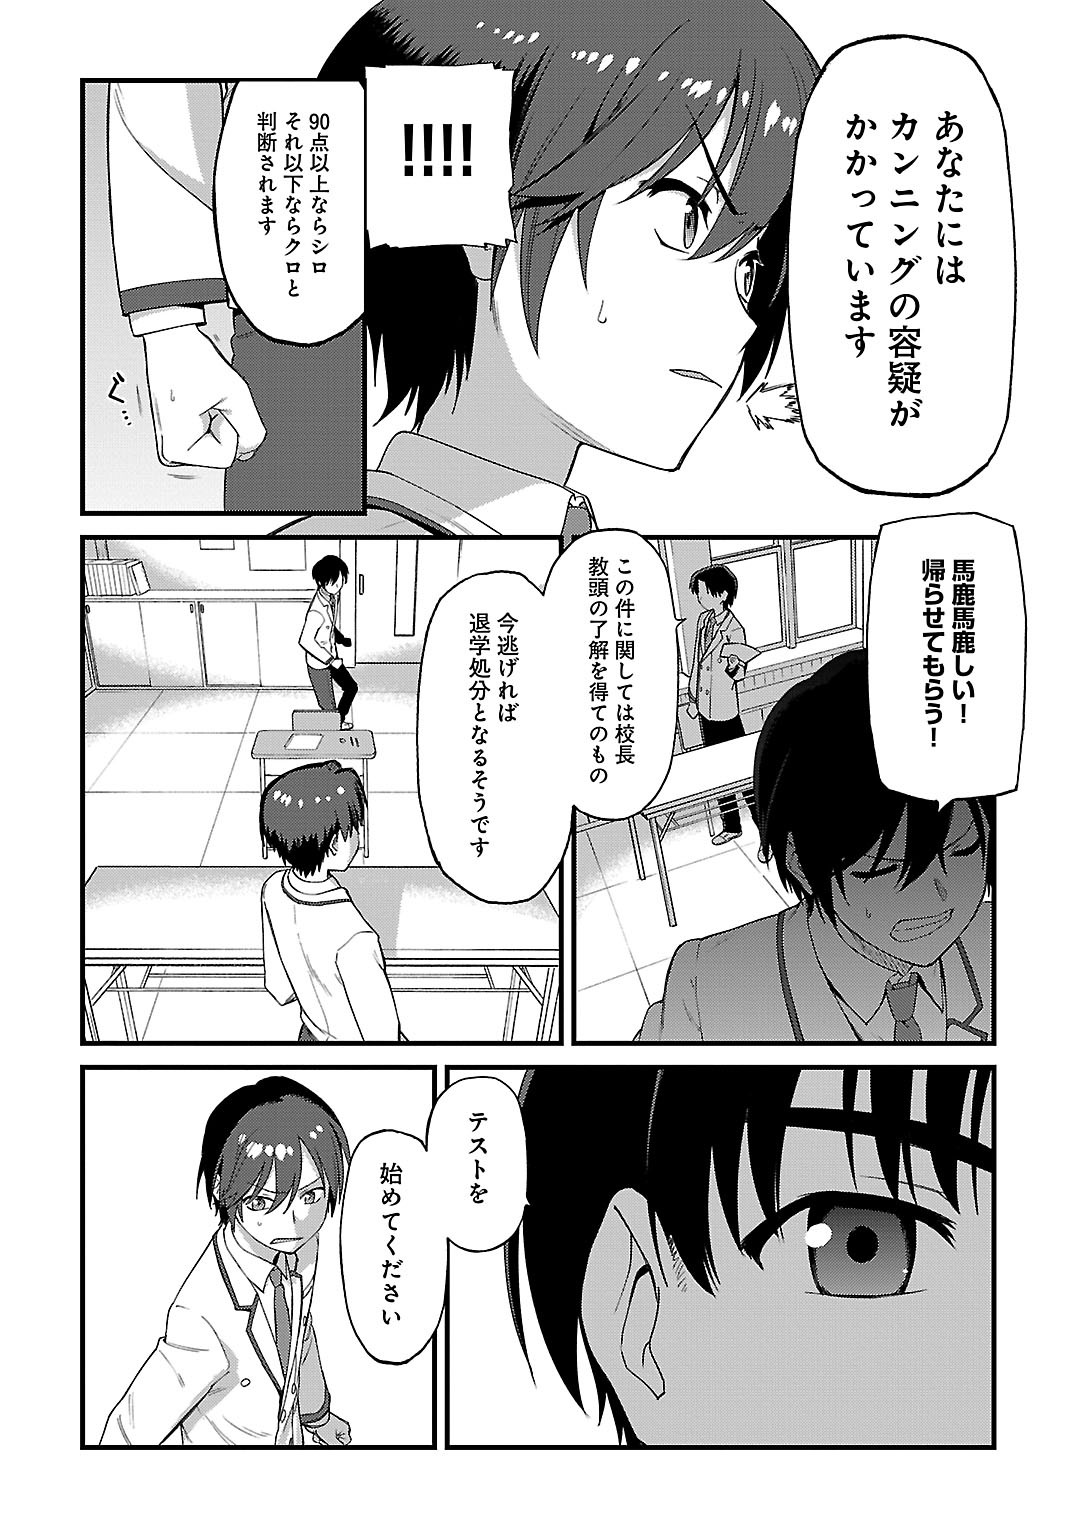 あなたには
カンニングの容疑が
かかっています
!!!!
90点以上ならシロ
それ以下ならクロと
判断されます
ぐ…
馬鹿馬鹿しい！
帰らせてもらう！
この件に関しては校長
教頭の了解を得てのもの
今逃げれば
退学処分となるそうです
テストを
始めてください